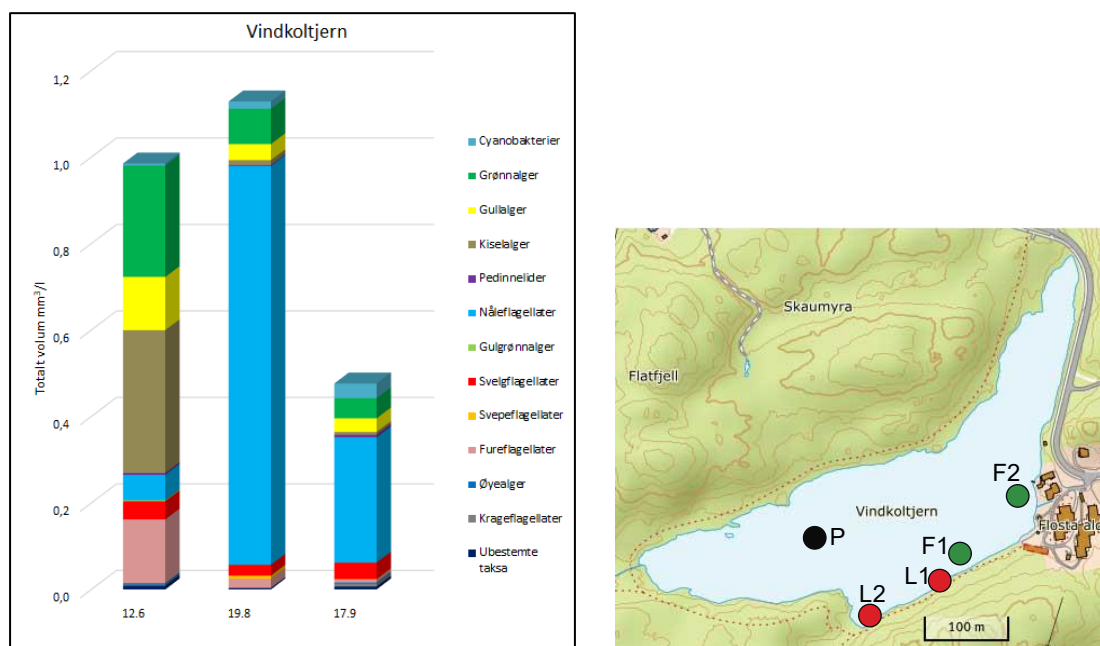 Vindkoltjern
Totalt volum mm³/l
1,2
1,0
0,8
0,6
0,4
0,2
0,0
12.6
19.8
17.9
Cyanobakterier
Grønnalger
Gullalger
Kiselalger
Pedinnelider
Nåleflagellater
Gulgrønnalger
Svelgflagellater
Svepeflagellater
Fureflagellater
Øyealger
Krageflagellater
Ubestemte
taksa
Skaumyra
Flatfjell
F2
Vindkoltjern
Flosta
P
F1
L1
L2
100 m